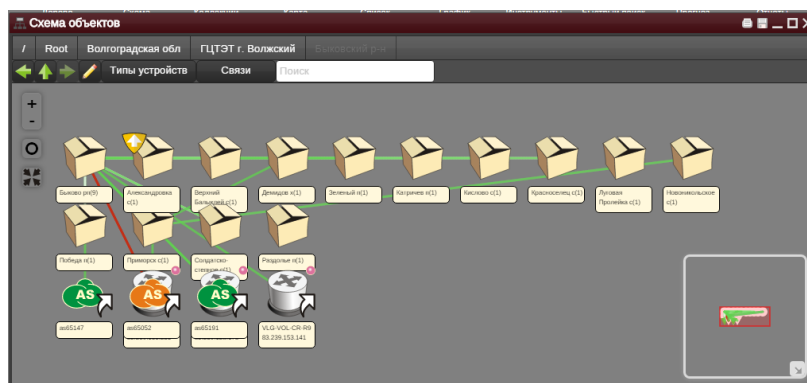 Схема объектов
/ Root Волгоградская обл ГЦТЭТ г. Волжский Быковский р-н
Типы устройств Связи Поиск
+
-
Быково рп(9) Александровка с(1) Верхний Балыклей с(1) Демидов х(1) Зеленый п(1) Катричев п(1) Кислово с(1) Красноселец с(1) Луговая Пролейка с(1) Новоникольское с(1)
Победа п(1) Приморск с(1) Солдатско-степное с(1) Раздолье п(1)
AS AS AS
as65147 as65052 as65191 VLG-VOL-CR-R9
83.239.153.141